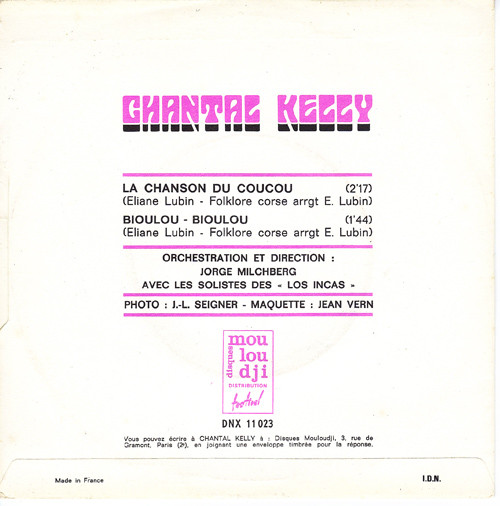 CHANTAL KELLY
LA CHANSON DU COUCOU (2'17)
(Eliane Lubin - Folklore corse arrgt E. Lubin)
BIOULOU - BIOULOU (1'44)
(Eliane Lubin - Folklore corse arrgt E. Lubin)
ORCHESTRATION ET DIRECTION :
JORGE MILCHBERG
AVEC LES SOLISTES DES « LOS INCAS »
PHOTO : J.-L. SEIGNER - MAQUETTE : JEAN VERN
disques
mou
lou
dji
DISTRIBUTION
festival
DNX 11 023
Vous pouvez écrire à CHANTAL KELLY à : Disques Mouloudji, 3, rue de
Gramont, Paris (2e), en joignant une enveloppe timbrée pour la réponse.
Made in France I.D.N.